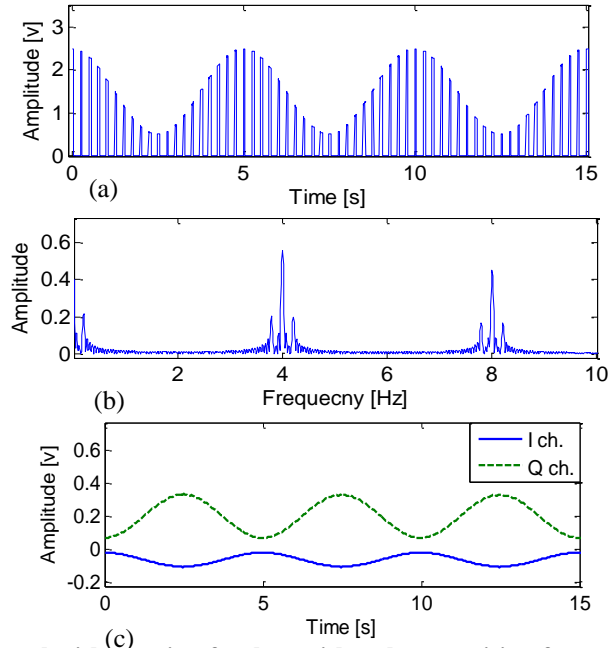 3
2
1
0
Amplitude [v]
0 5 10 15
Time [s]
(a)
0.6
0.4
0.2
0
Amplitude
2 4 6 8 10
Frequecny [Hz]
(b)
0.6
0.4
0.2
0
-0.2
Amplitude [v]
I ch.
Q ch.
0 5 10 15
Time [s]
(c)